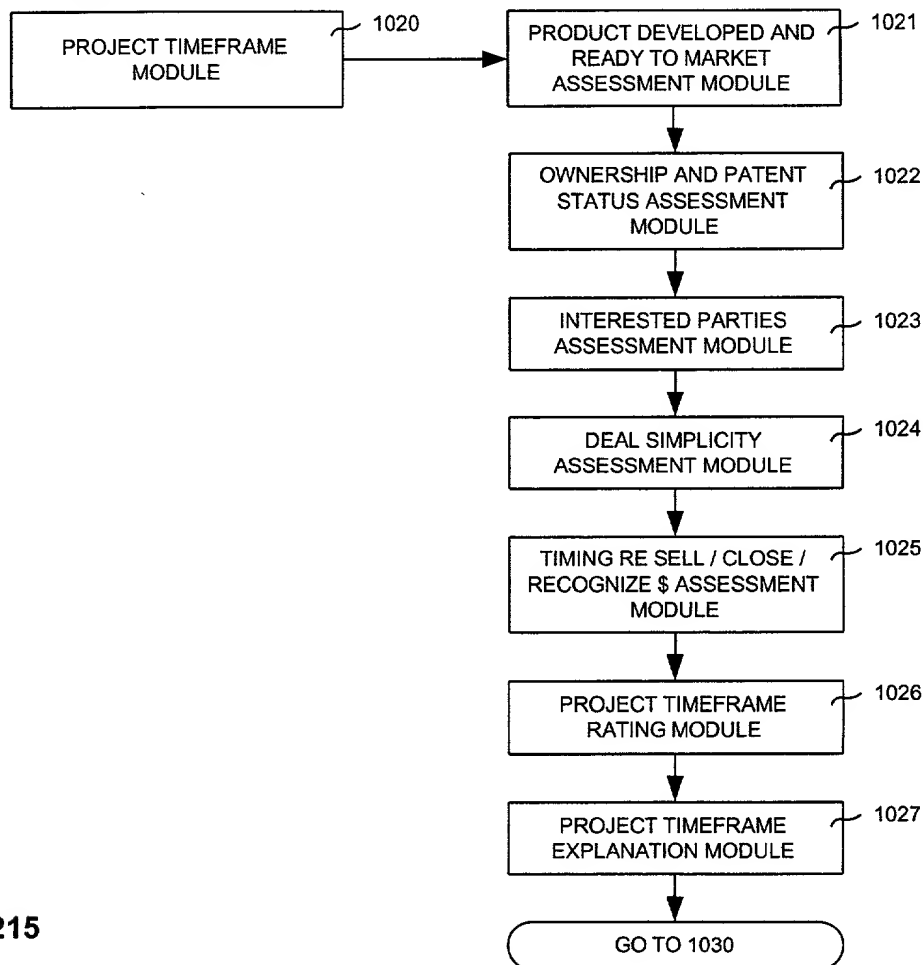 PROJECT TIMEFRAME
MODULE
1020
PRODUCT DEVELOPED AND
READY TO MARKET
ASSESSMENT MODULE
1021
OWNERSHIP AND PATENT
STATUS ASSESSMENT
MODULE
1022
INTERESTED PARTIES
ASSESSMENT MODULE
1023
DEAL SIMPLICITY
ASSESSMENT MODULE
1024
TIMING RE SELL / CLOSE /
RECOGNIZE $ ASSESSMENT
MODULE
1025
PROJECT TIMEFRAME
RATING MODULE
1026
PROJECT TIMEFRAME
EXPLANATION MODULE
1027
GO TO 1030
215